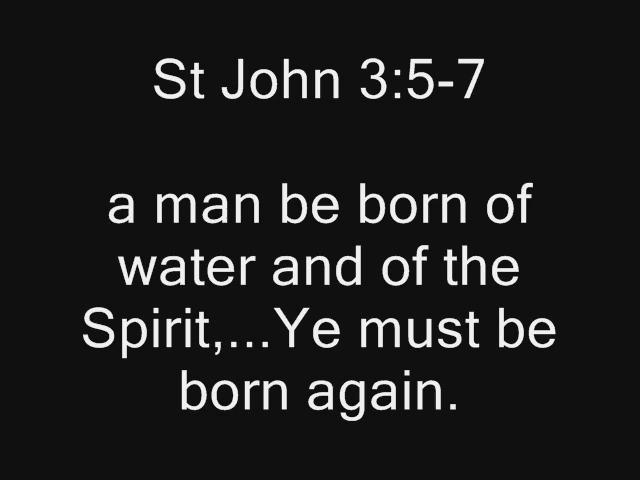 St John 3:5-7
a man be born of
water and of the
Spirit,...Ye must be
born again.